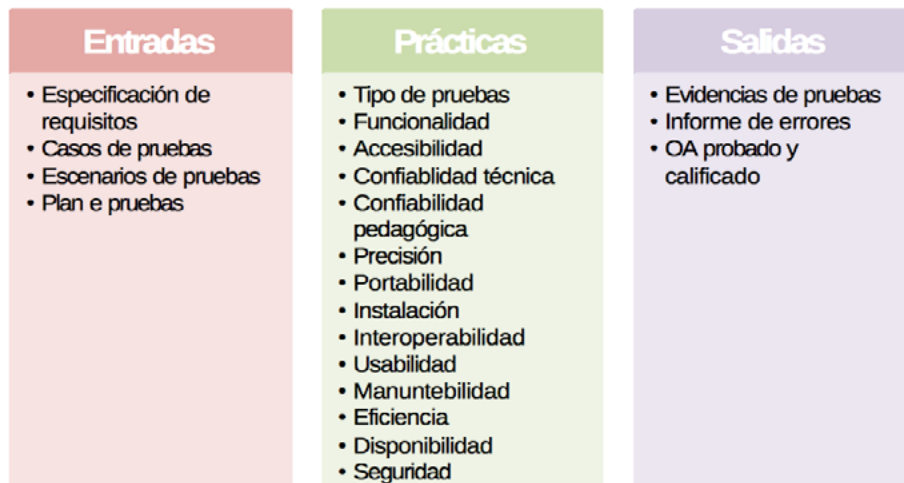 Entradas
• Especificación de
requisitos
• Casos de pruebas
• Escenarios de pruebas
• Plan e pruebas
Prácticas
• Tipo de pruebas
• Funcionalidad
• Accesibilidad
• Confiablidad técnica
• Confiabilidad
pedagógica
• Precisión
• Portabilidad
• Instalación
• Interoperabilidad
• Usabilidad
• Manuntebilidad
• Eficiencia
• Disponibilidad
• Seguridad
Salidas
• Evidencias de pruebas
• Informe de errores
• OA probado y
calificado